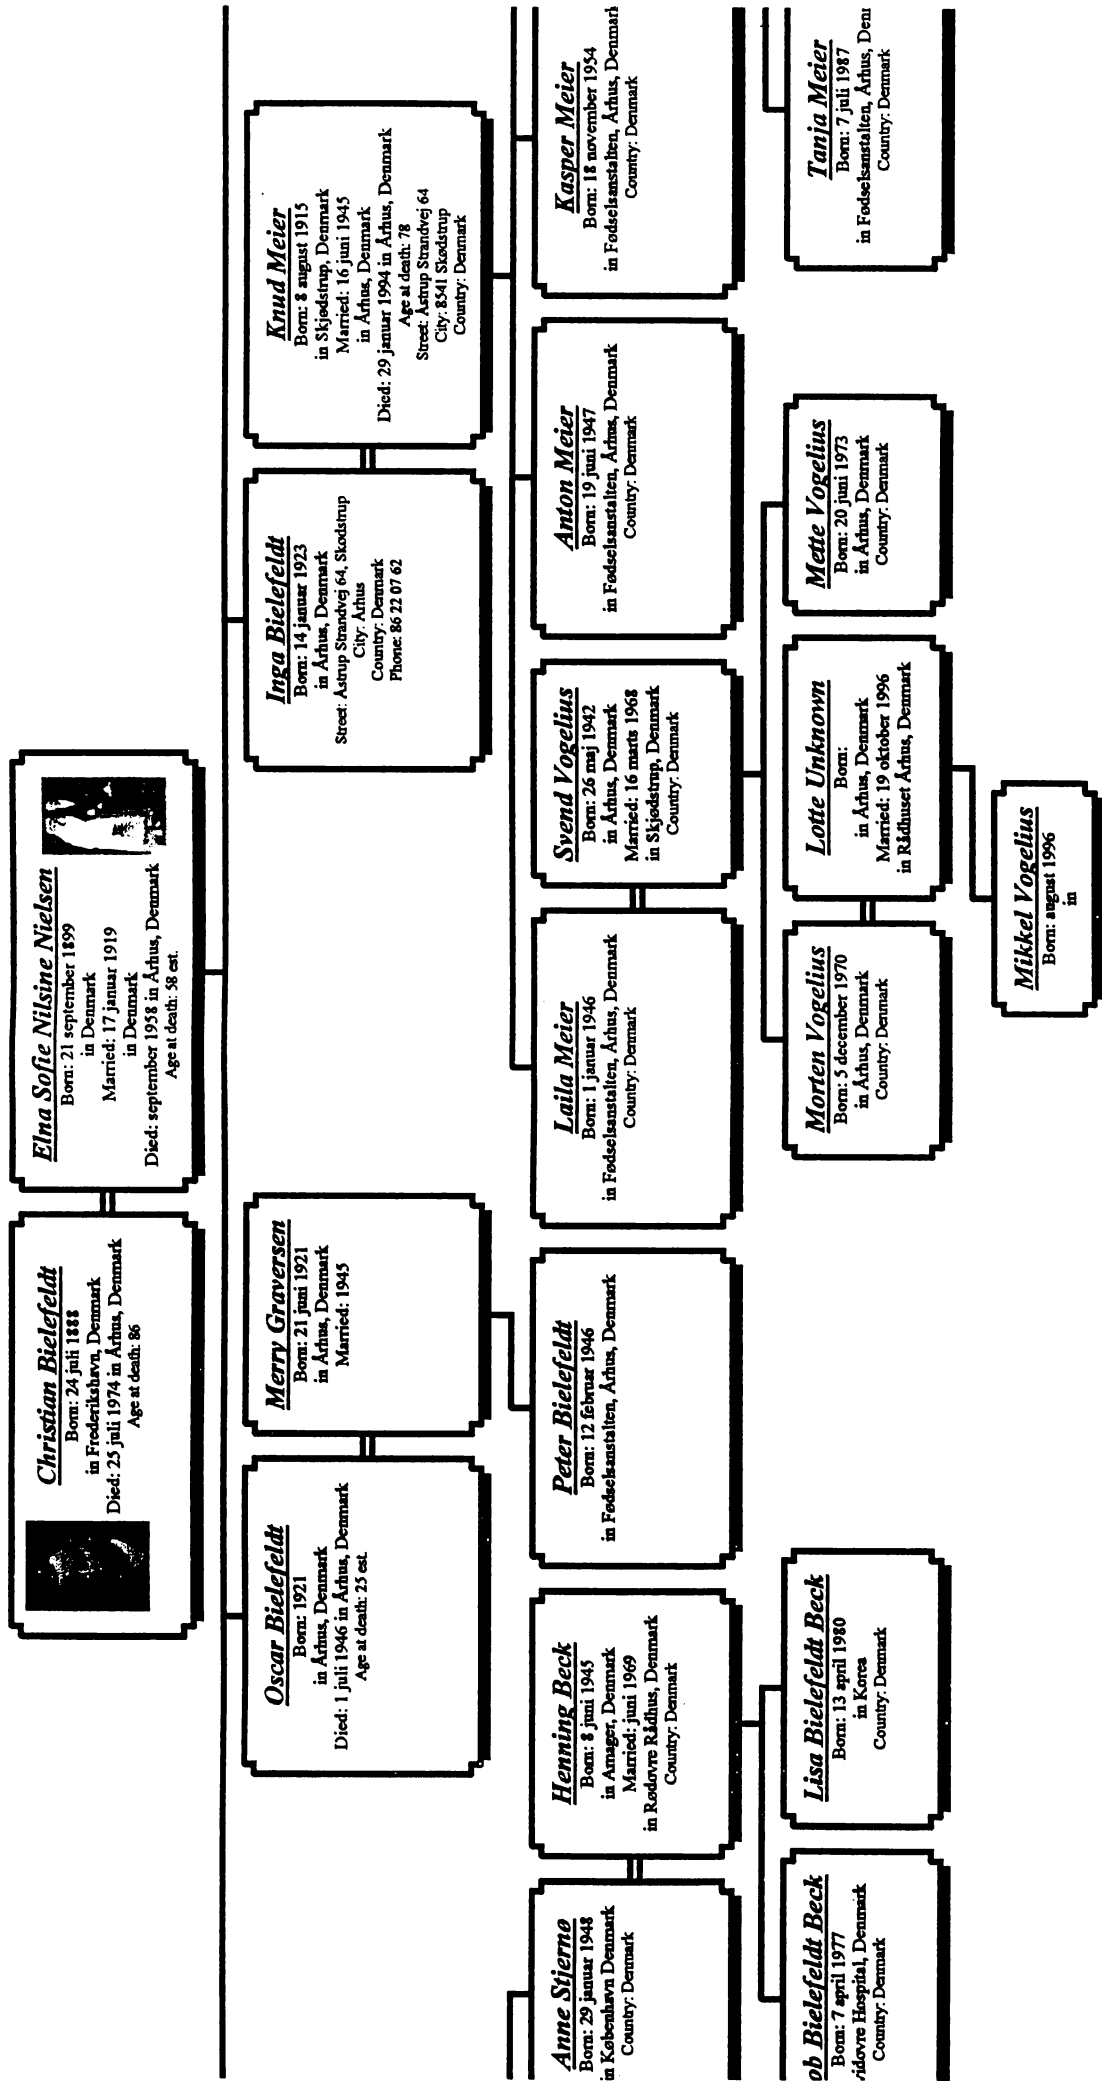 Christian Bielefeldt
Born: 24 juli 1888
in Frederikshavn, Denmark
Died: 25 juli 1974 in Århus, Denmark
Age at death: 86
Elna Sofie Nilsine Nielsen
Born: 21 september 1899
in Denmark
Married: 17 januar 1919
in Denmark
Died: september 1958 in Århus, Denmark
Age at death: 58 est.
Oscar Bielefeldt
Born: 1921
in Århus, Denmark
Died: 1 juli 1946 in Århus, Denmark
Age at death: 25 est.
Merry Graversen
Born: 21 juni 1921
in Århus, Denmark
Married: 1945
Inga Bielefeldt
Born: 14 januar 1923
in Århus, Denmark
Street: Åstrup Strandvej 64, Skødstrup
City: Århus
Country: Denmark
Phone: 86 22 07 62
Knud Meier
Born: 8 august 1915
in Skjødstrup, Denmark
Married: 16 juni 1945
in Århus, Denmark
Died: 29 januar 1994 in Århus, Denmark
Age at death: 78
Street: Åstrup Strandvej 64
City: 8541 Skødstrup
Country: Denmark
Anne Stjernø
Born: 29 januar 1948
in København Denmark
Country: Denmark
Henning Beck
Born: 8 juni 1945
in Amager, Denmark
Married: juni 1969
in Rødovre Rådhus, Denmark
Country: Denmark
Peter Bielefeldt
Born: 12 februar 1946
in Fødselsanstalten, Århus, Denmark
Laila Meier
Born: 1 januar 1946
in Fødselsanstalten, Århus, Denmark
Country: Denmark
Svend Vogelius
Born: 26 maj 1942
in Århus, Denmark
Married: 16 marts 1968
in Skjødstrup, Denmark
Country: Denmark
Anton Meier
Born: 19 juni 1947
in Fødselsanstalten, Århus, Denmark
Country: Denmark
Kasper Meier
Born: 18 november 1954
in Fødselsanstalten, Århus, Denmark
Country: Denmark
ob Bielefeldt Beck
Born: 7 april 1977
vidovre Hospital, Denmark
Country: Denmark
Lisa Bielefeldt Beck
Born: 13 april 1980
in Korea
Country: Denmark
Morten Vogelius
Born: 5 december 1970
in Århus, Denmark
Country: Denmark
Lotte Unknown
Born:
in Århus, Denmark
Married: 19 oktober 1996
in Rådhuset Århus, Denmark
Mette Vogelius
Born: 20 juni 1973
in Århus, Denmark
Country: Denmark
Tanja Meier
Born: 7 juli 1987
in Fødselsanstalten, Århus, Den
Country: Denmark
Mikkel Vogelius
Born: august 1996
in